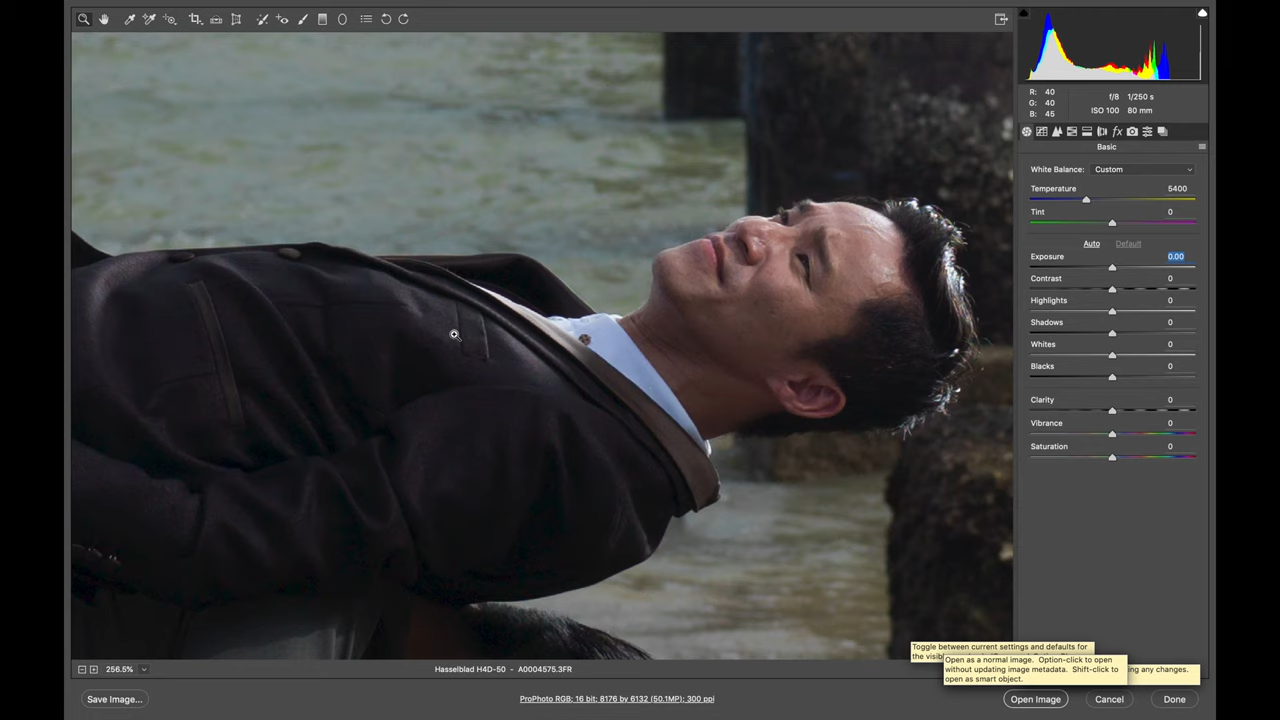 R: 40
G: 40
B: 45
f/8 1/250 s
ISO 100 80 mm
fx
Basic
White Balance: Custom
Temperature 5400
Tint 0
Auto Default
Exposure 0.00
Contrast 0
Highlights 0
Shadows 0
Whites 0
Blacks 0
Clarity 0
Vibrance 0
Saturation 0
Toggle between current settings and defaults for
the
Open as a normal image. Option-click to open
without updating image metadata. Shift-click to
open as smart object.
any changes.
256.5%
Hasselblad H4D-50 - A0004575.3FR
Save Image...
ProPhoto RGB; 16 bit; 8176 by 6132 (50.1MP); 300 ppi
Open Image
Cancel
Done